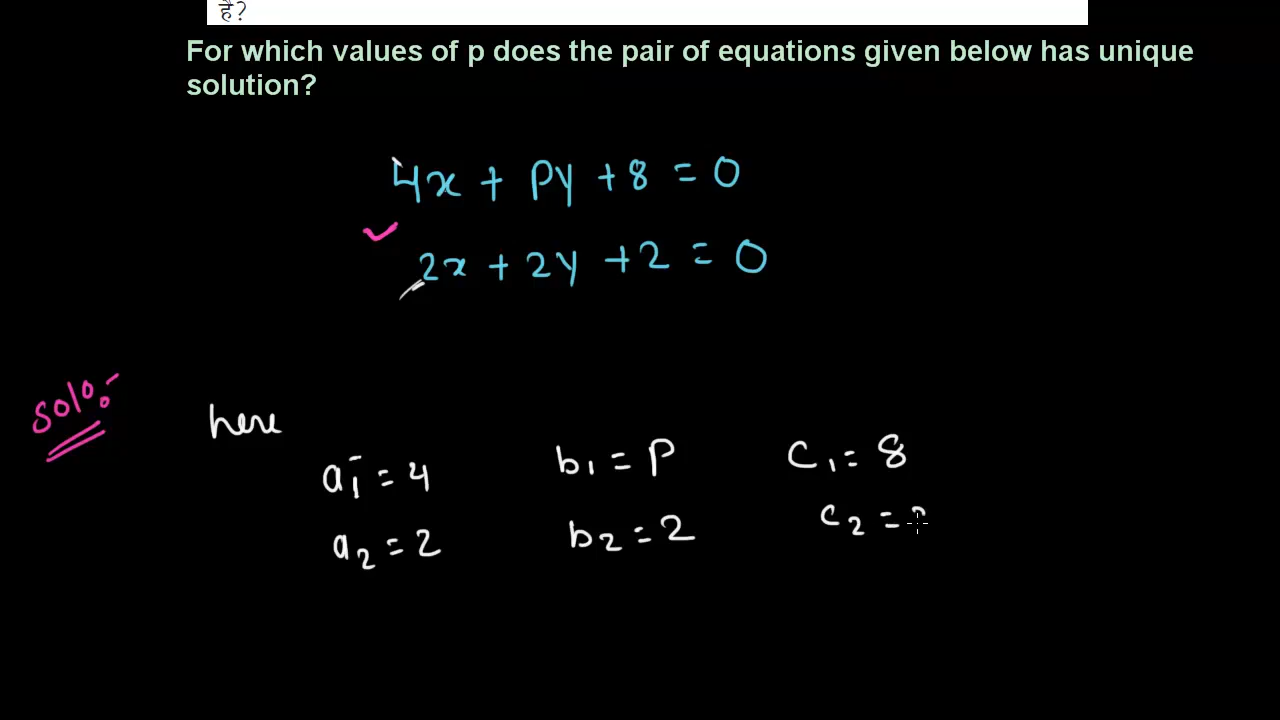 है?
For which values of p does the pair of equations given below has unique
solution?
4x + py + 8 = 0
2x + 2y + 2 = 0
Soln:
here
a1 = 4 b1 = p c1 = 8
a2 = 2 b2 = 2 c2 =